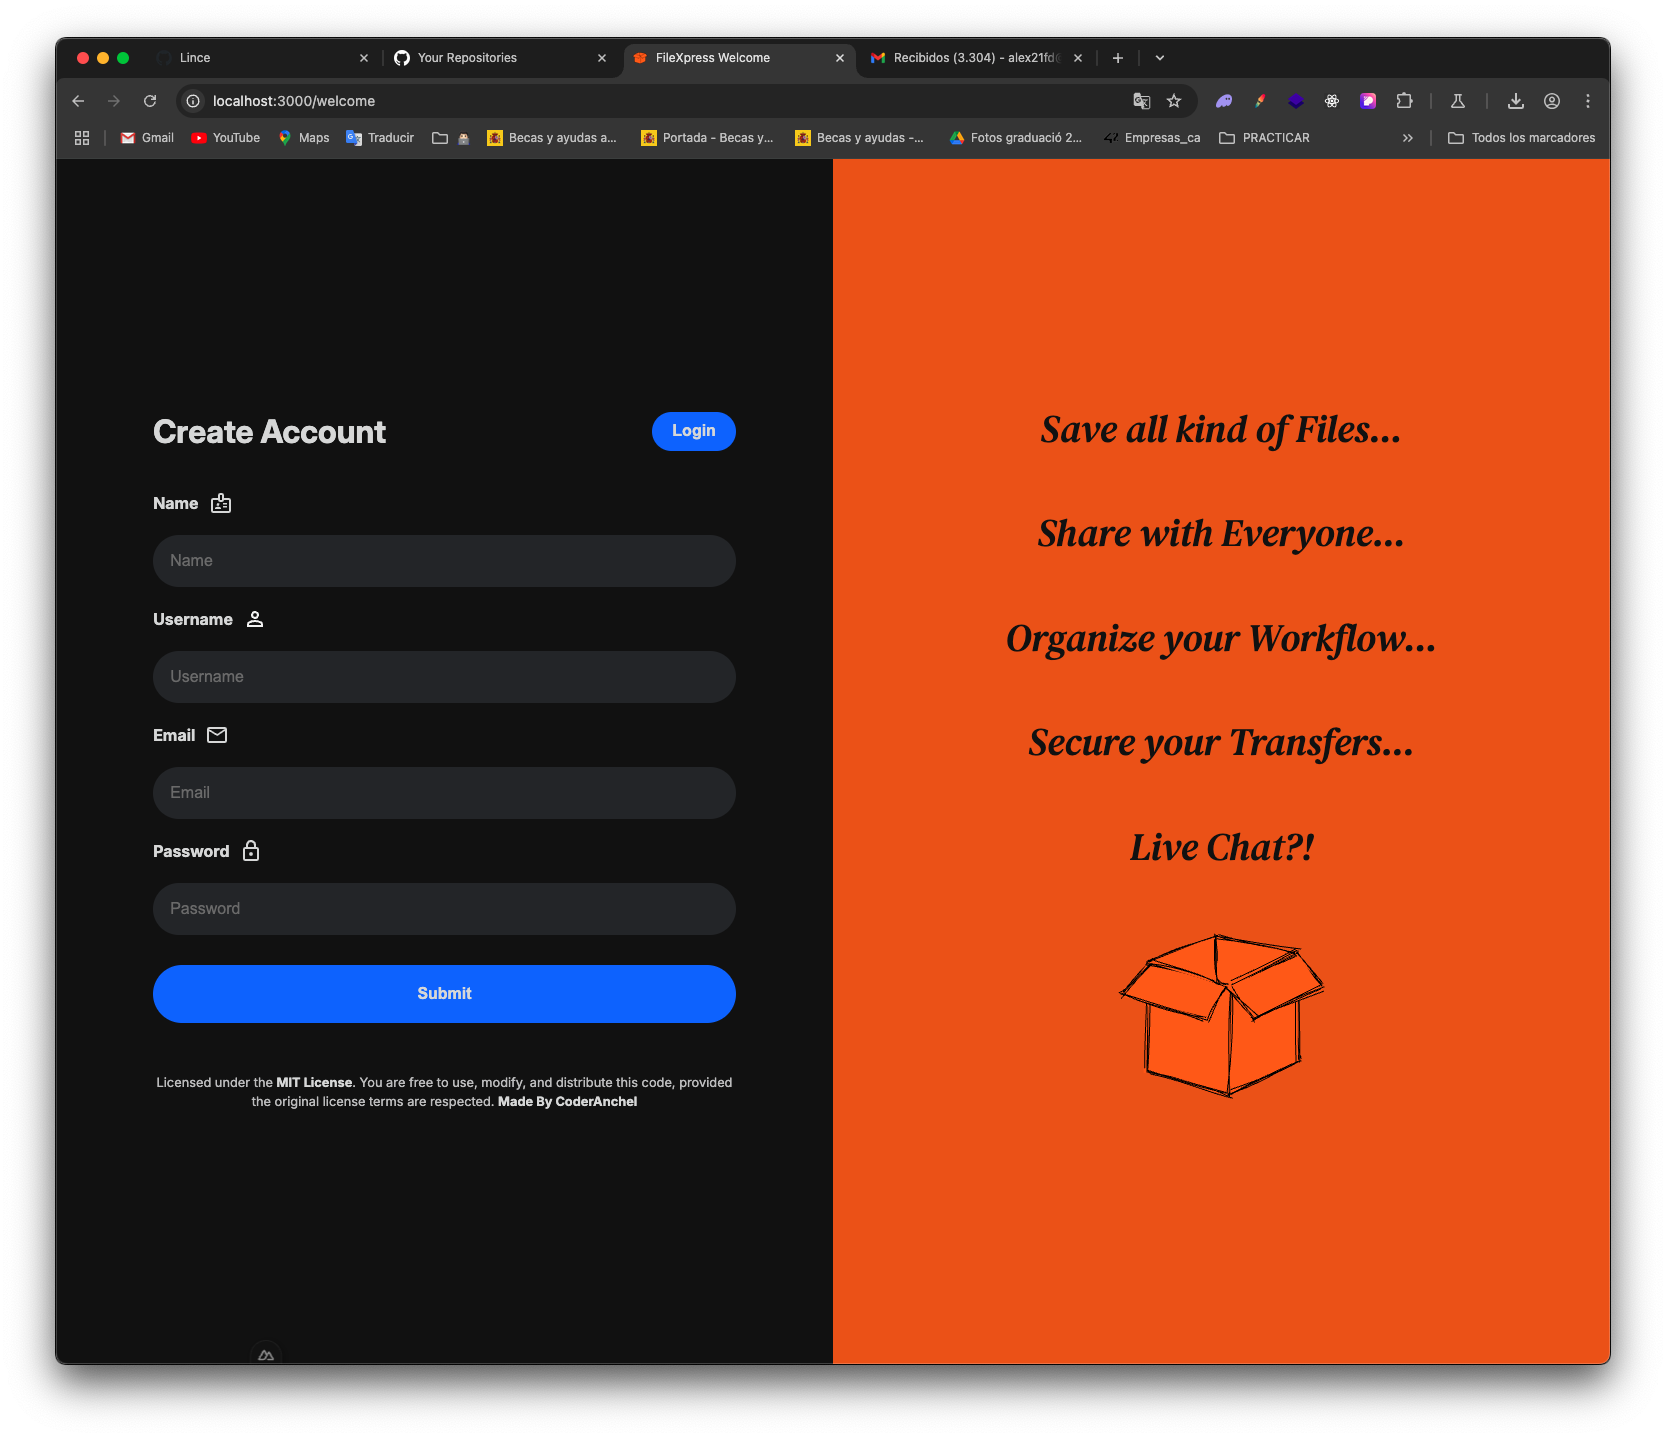 Lince
Your Repositories
FileXpress Welcome
Recibidos (3.304) - alex21fd
localhost:3000/welcome
Gmail
YouTube
Maps
Traducir
Becas y ayudas a...
Portada - Becas y...
Becas y ayudas -...
Fotos graduació 2...
Empresas_ca
PRACTICAR
Todos los marcadores
Create Account
Login
Name
Name
Username
Username
Email
Email
Password
Password
Submit
Licensed under the MIT License. You are free to use, modify, and distribute this code, provided
the original license terms are respected. Made By CoderAnchel
Save all kind of Files...
Share with Everyone...
Organize your Workflow...
Secure your Transfers...
Live Chat?!